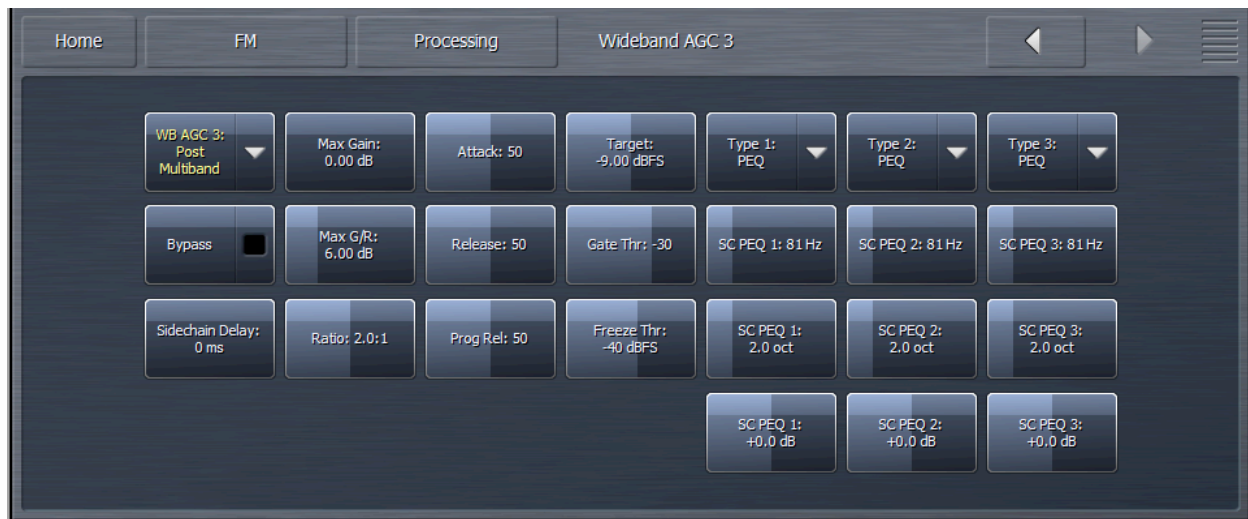 Home
FM
Processing
Wideband AGC 3
WB AGC 3:
Post
Multiband
Max Gain:
0.00 dB
Attack: 50
Target:
-9.00 dBFS
Type 1:
PEQ
Type 2:
PEQ
Type 3:
PEQ
Bypass
Max G/R:
6.00 dB
Release: 50
Gate Thr: -30
SC PEQ 1: 81 Hz
SC PEQ 2: 81 Hz
SC PEQ 3: 81 Hz
Sidechain Delay:
0 ms
Ratio: 2.0:1
Prog Rel: 50
Freeze Thr:
-40 dBFS
SC PEQ 1:
2.0 oct
SC PEQ 2:
2.0 oct
SC PEQ 3:
2.0 oct
SC PEQ 1:
+0.0 dB
SC PEQ 2:
+0.0 dB
SC PEQ 3:
+0.0 dB